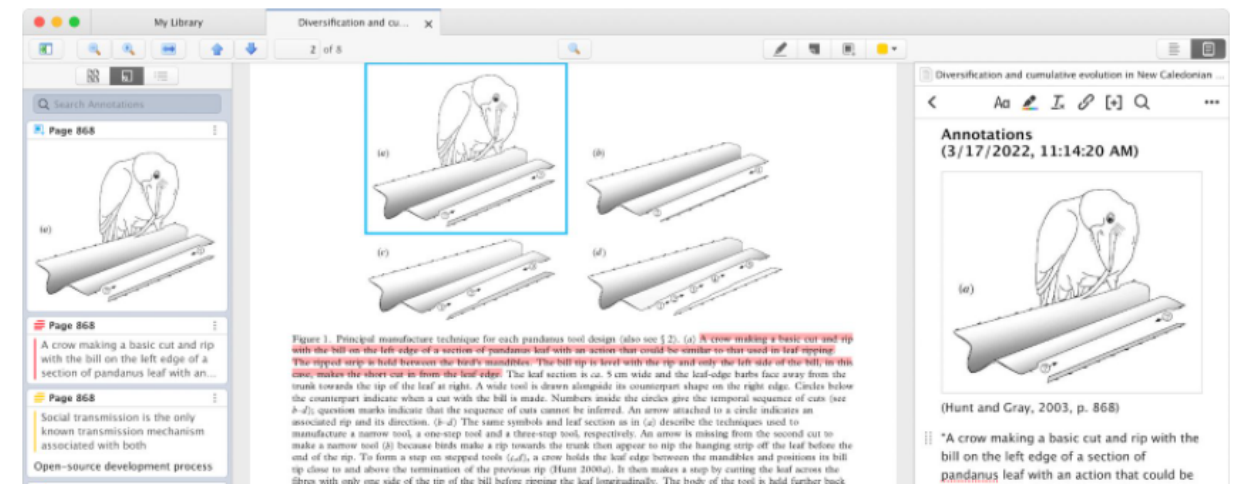 My Library
Diversification and cu...
2 of 8
Search Annotations
Page 868
(a)
Page 868
A crow making a basic cut and rip
with the bill on the left edge of a
section of pandanus leaf with an...
Page 868
Social transmission is the only
known transmission mechanism
associated with both
Open-source development process
(a)
(b)
(c)
(d)
Figure 1. Principal manufacture technique for each pandanus tool design (also see § 2). (a) A crow making a basic cut and rip
with the bill on the left edge of a section of pandanus leaf with an action that could be similar to that used in leaf ripping.
The ripped strip is held between the bird's mandibles. The bill tip is level with the rip and only the left side of the bill, in this
case, makes the short cut in from the leaf edge. The leaf section is ca. 5 cm wide and the leaf-edge barbs face away from the
trunk towards the tip of the leaf at right. A wide tool is drawn alongside its counterpart shape on the right edge. Circles below
the counterpart indicate when a cut with the bill is made. Numbers inside the circles give the temporal sequence of cuts (see
b–d); question marks indicate that the sequence of cuts cannot be inferred. An arrow attached to a circle indicates an
associated rip and its direction. (b–d) The same symbols and leaf section as in (a) describe the techniques used to
manufacture a narrow tool, a one-step tool and a three-step tool, respectively. An arrow is missing from the second cut to
make a narrow tool (b) because birds make a rip towards the trunk then appear to nip the hanging strip off the leaf before the
end of the rip. To form a step on stepped tools (c,d), a crow holds the leaf edge between the mandibles and positions its bill
tip close to and above the termination of the previous rip (Hunt 2000a). It then makes a step by cutting the leaf across the
fibres with only one side of the tip of the bill before ripping the leaf longitudinally. The body of the tool is held further back
Diversification and cumulative evolution in New Caledonian ...
Aa
Annotations
(3/17/2022, 11:14:20 AM)
(a)
(Hunt and Gray, 2003, p. 868)
"A crow making a basic cut and rip with the
bill on the left edge of a section of
pandanus leaf with an action that could be